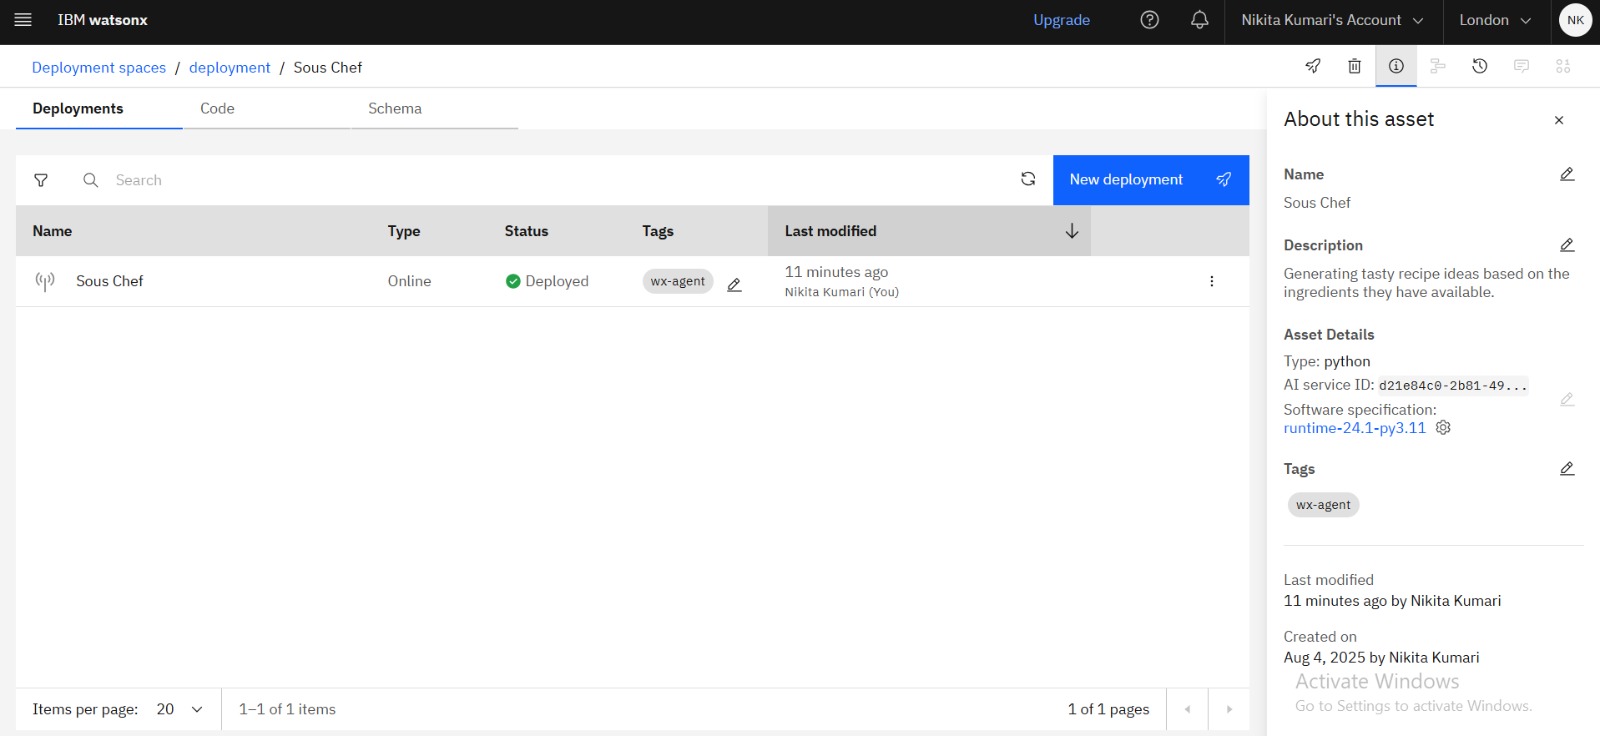 IBM watsonx
Upgrade
Nikita Kumari's Account
London
NK
Deployment spaces / deployment / Sous Chef
Deployments
Code
Schema
Search
New deployment
Name
Type
Status
Tags
Last modified
Sous Chef
Online
Deployed
wx-agent
11 minutes ago
Nikita Kumari (You)
Items per page: 20
1–1 of 1 items
1 of 1 pages
About this asset
Name
Sous Chef
Description
Generating tasty recipe ideas based on the
ingredients they have available.
Asset Details
Type: python
AI service ID: d21e84c0-2b81-49...
Software specification:
runtime-24.1-py3.11
Tags
wx-agent
Last modified
11 minutes ago by Nikita Kumari
Created on
Aug 4, 2025 by Nikita Kumari
Activate Windows
Go to Settings to activate Windows.